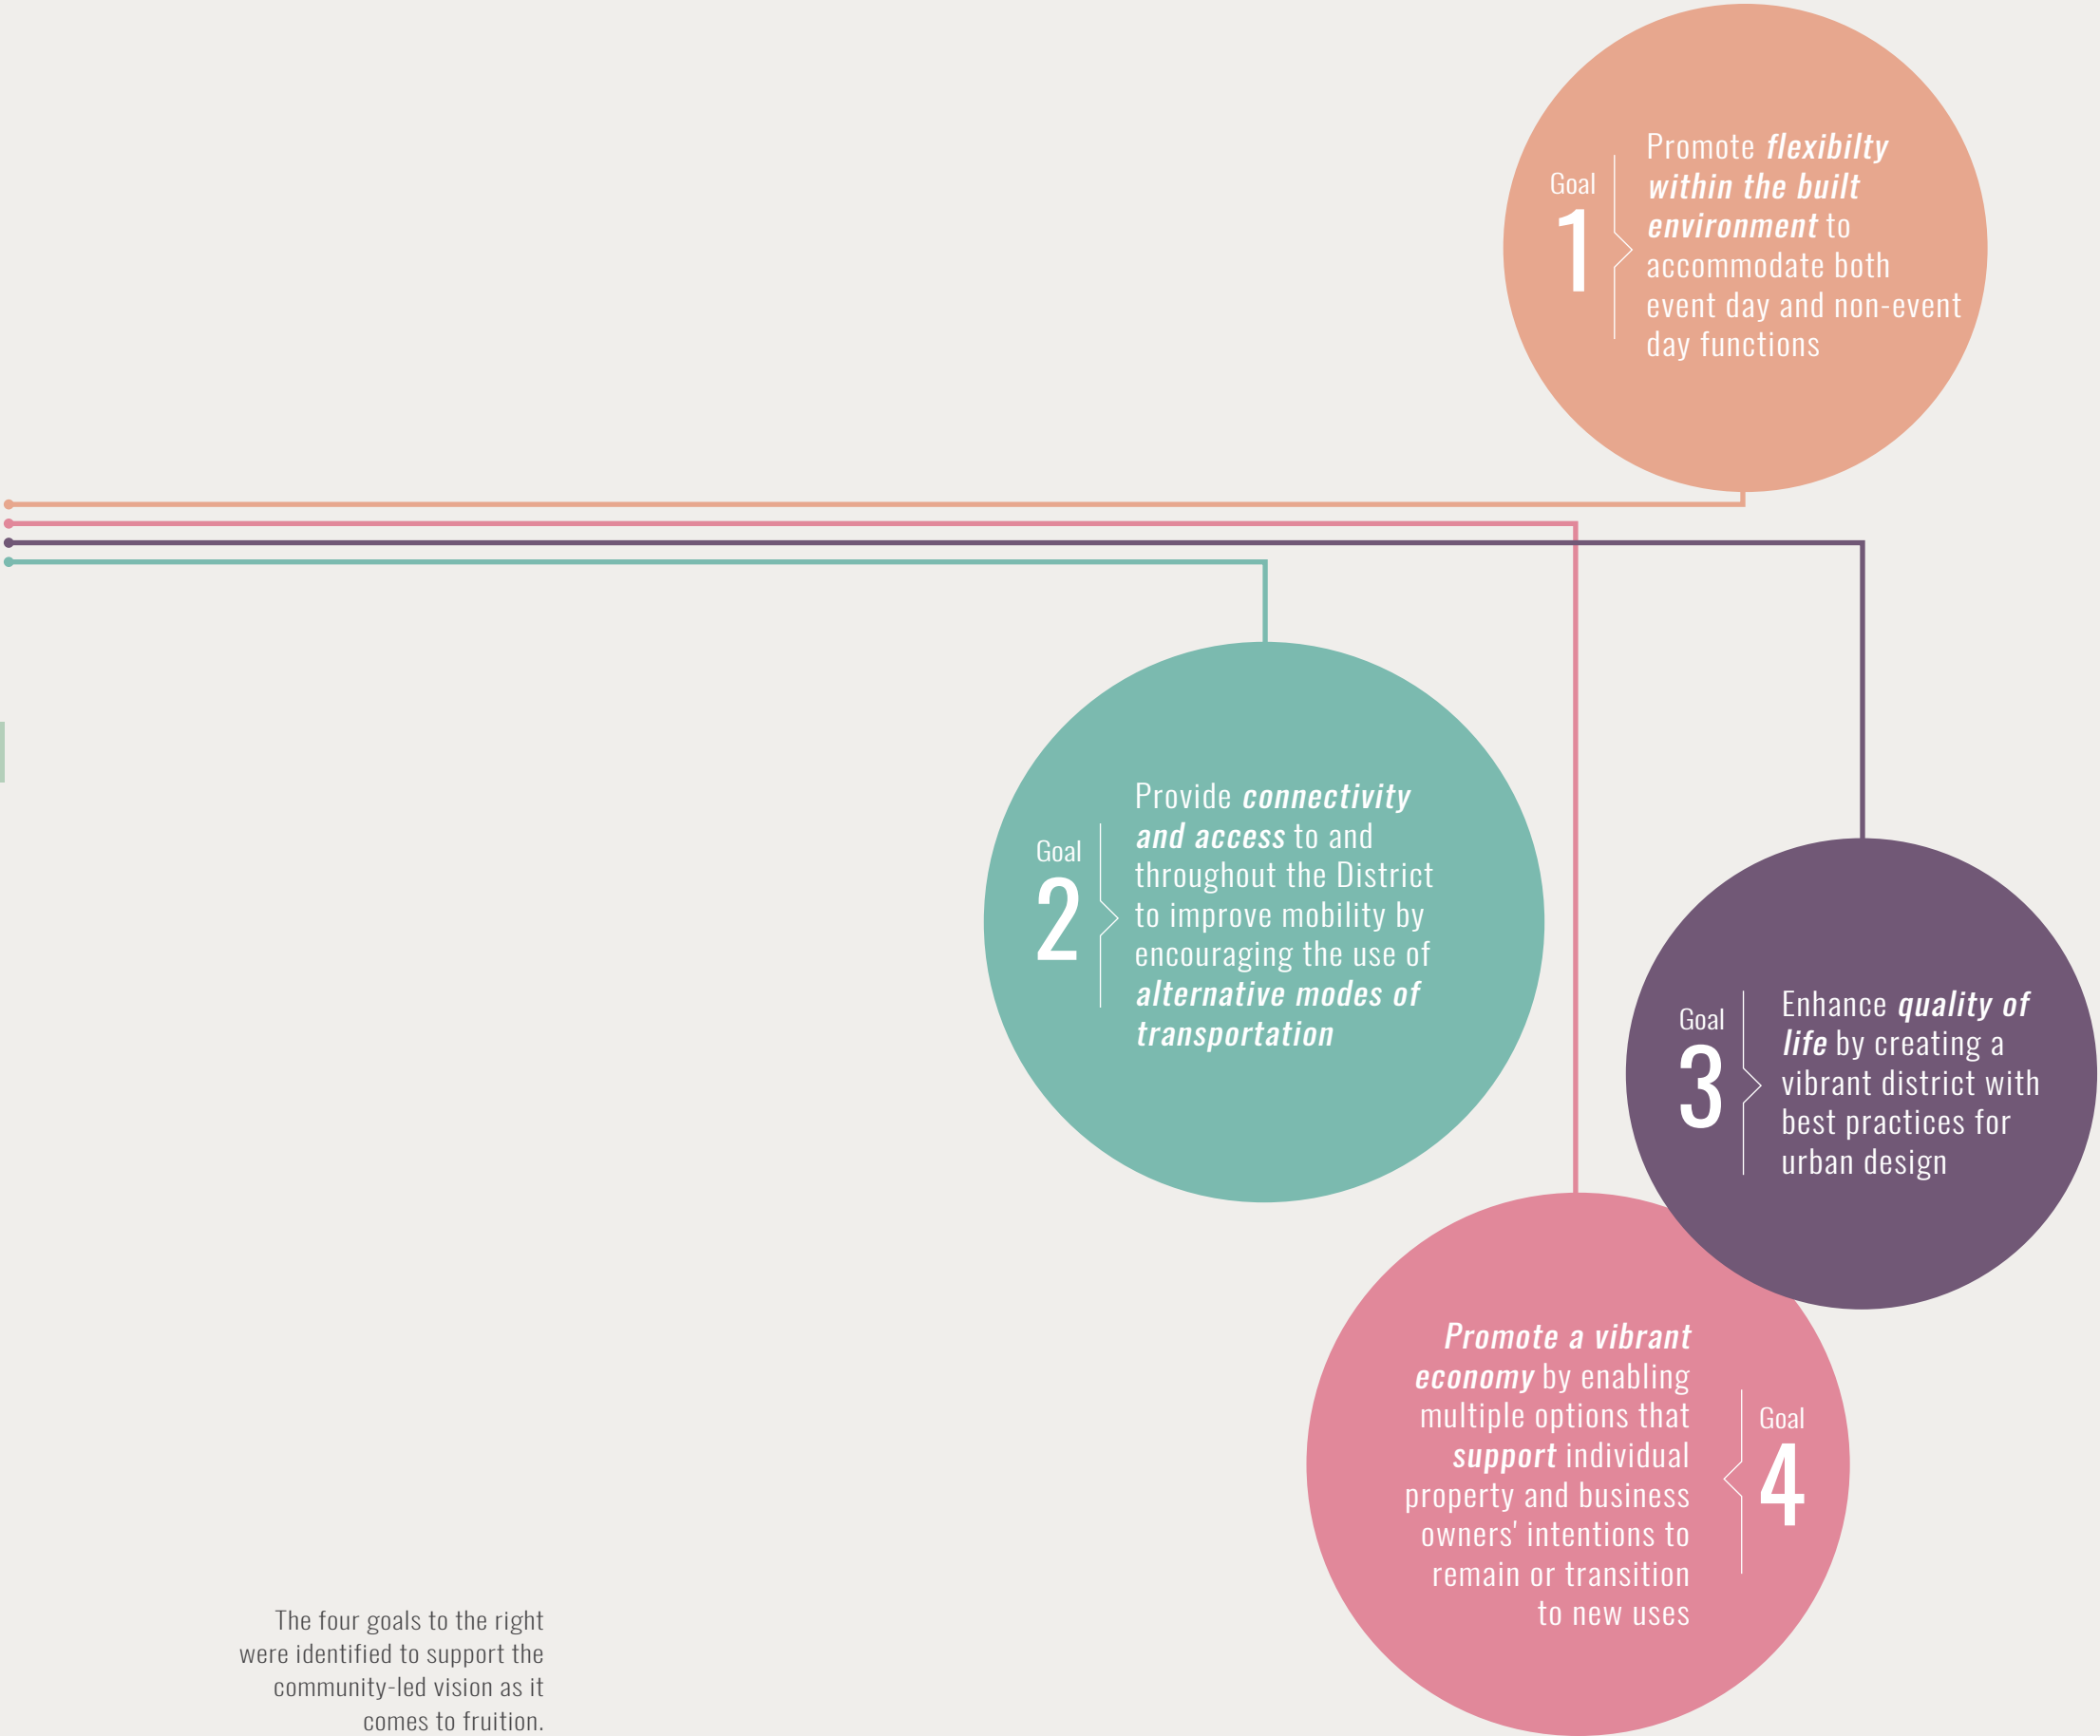 Goal
1
Promote flexibilty
within the built
environment to
accommodate both
event day and non-event
day functions
Goal
2
Provide connectivity
and access to and
throughout the District
to improve mobility by
encouraging the use of
alternative modes of
transportation
Goal
3
Enhance quality of
life by creating a
vibrant district with
best practices for
urban design
Promote a vibrant
economy by enabling
multiple options that
support individual
property and business
owners' intentions to
remain or transition
to new uses
Goal
4
The four goals to the right
were identified to support the
community-led vision as it
comes to fruition.